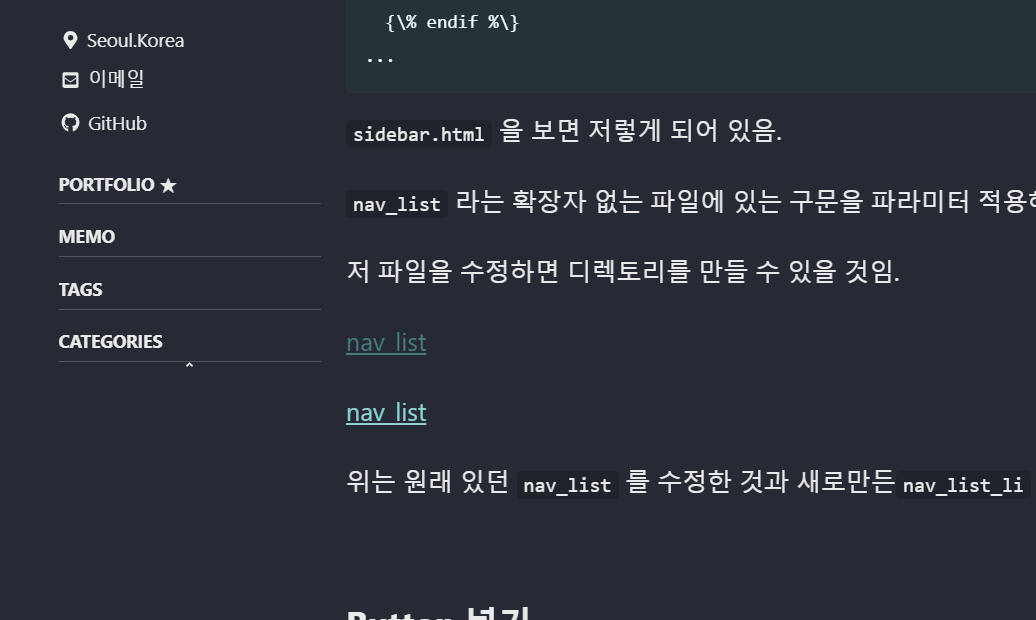 Seoul.Korea
이메일
GitHub
PORTFOLIO ★
MEMO
TAGS
CATEGORIES
{\% endif %\}
...
sidebar.html 을 보면 저렇게 되어 있음.
nav_list 라는 확장자 없는 파일에 있는 구문을 파라미터
저 파일을 수정하면 디렉토리를 만들 수 있을 것임.
nav_list
nav_list
위는 원래 있던 nav_list 를 수정한 것과 새로만든 nav_list_li